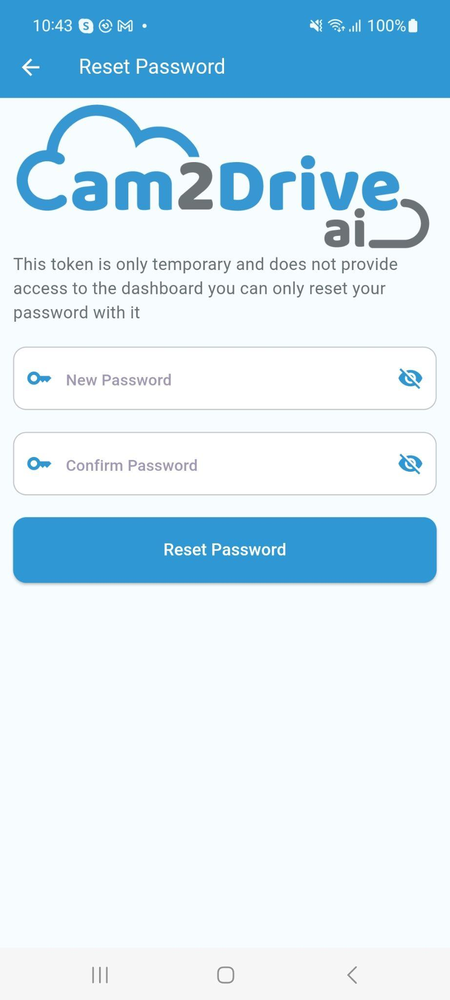 10:43
100%
Reset Password
Cam2Drive
ai
This token is only temporary and does not provide
access to the dashboard you can only reset your
password with it
New Password
Confirm Password
Reset Password